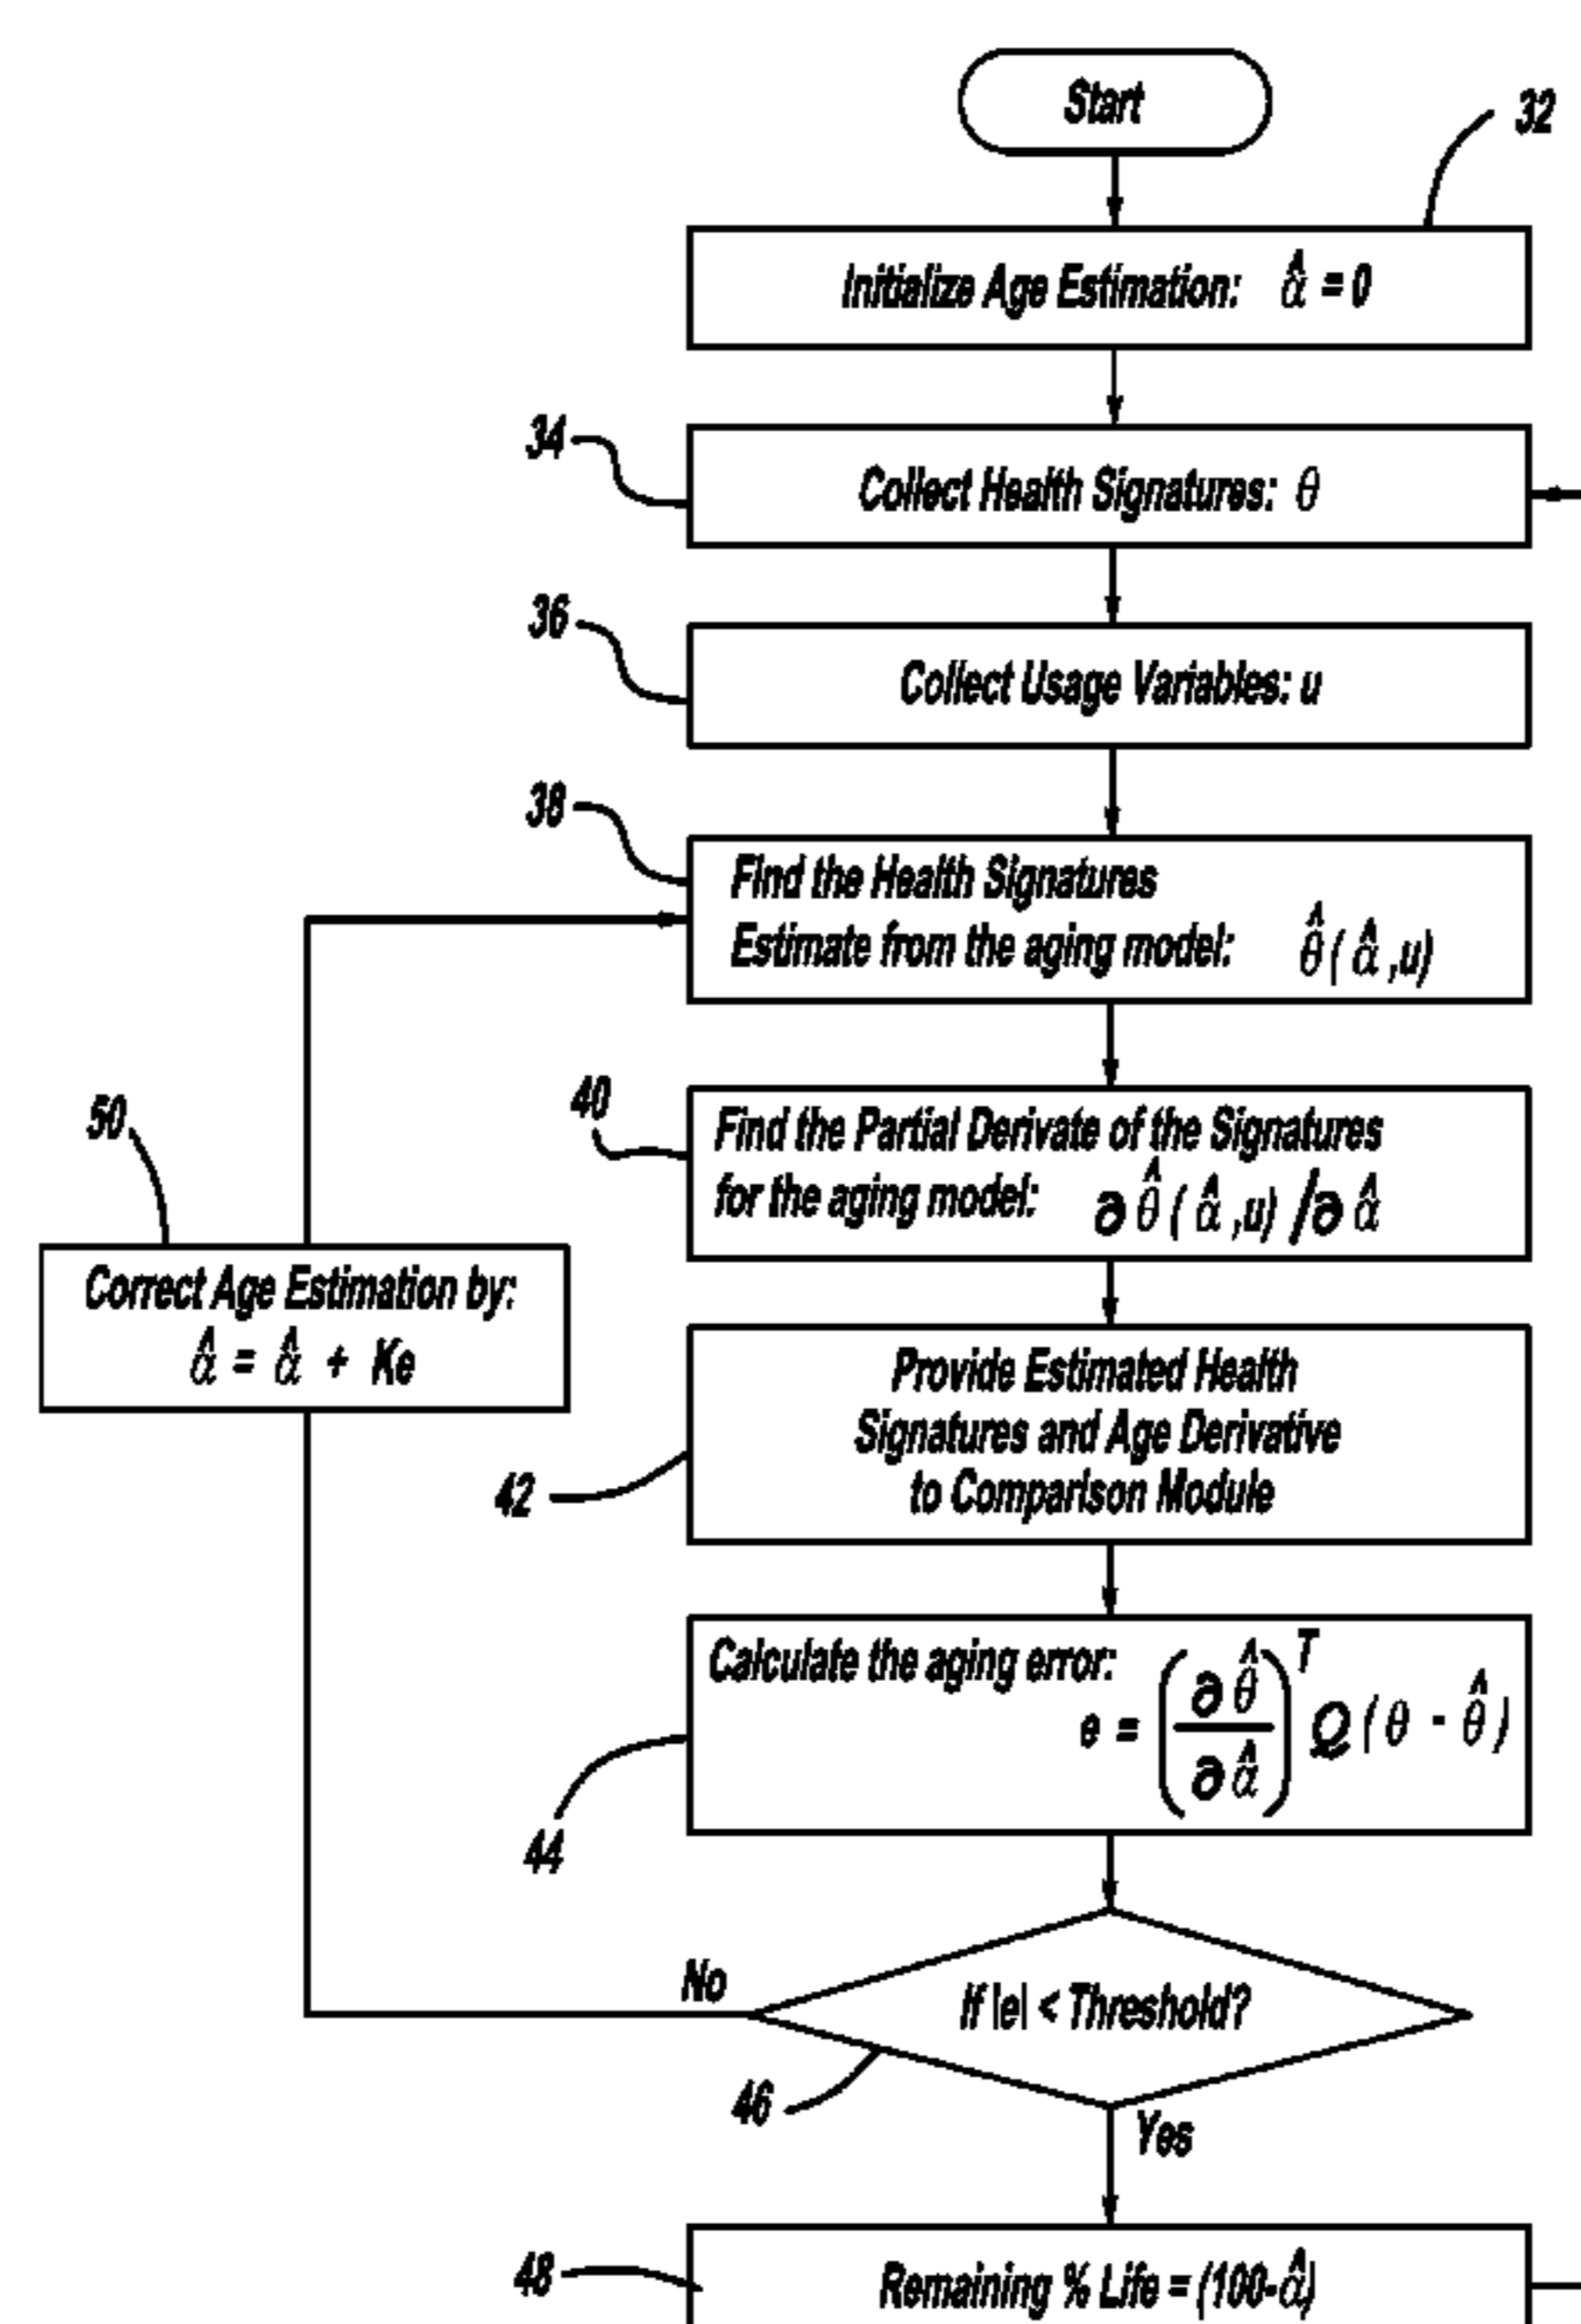 Start
32
Initialize Age Estimation: α̂ = 0
34
Collect Health Signatures: θ
36
Collect Usage Variables: u
38
Find the Health Signatures
Estimate from the aging model: θ̂ ( α̂ ,u)
40
Find the Partial Derivate of the Signatures
for the aging model: ∂ θ̂ ( α̂ ,u) /∂ α̂
50
Correct Age Estimation by:
α̂ = α̂ + Ke
42
Provide Estimated Health
Signatures and Age Derivative
to Comparison Module
44
Calculate the aging error:
e = (∂ θ̂ / ∂ α̂)^T Q (θ - θ̂)
46
If |e| < Threshold?
No
Yes
48
Remaining % Life = (100-α̂)